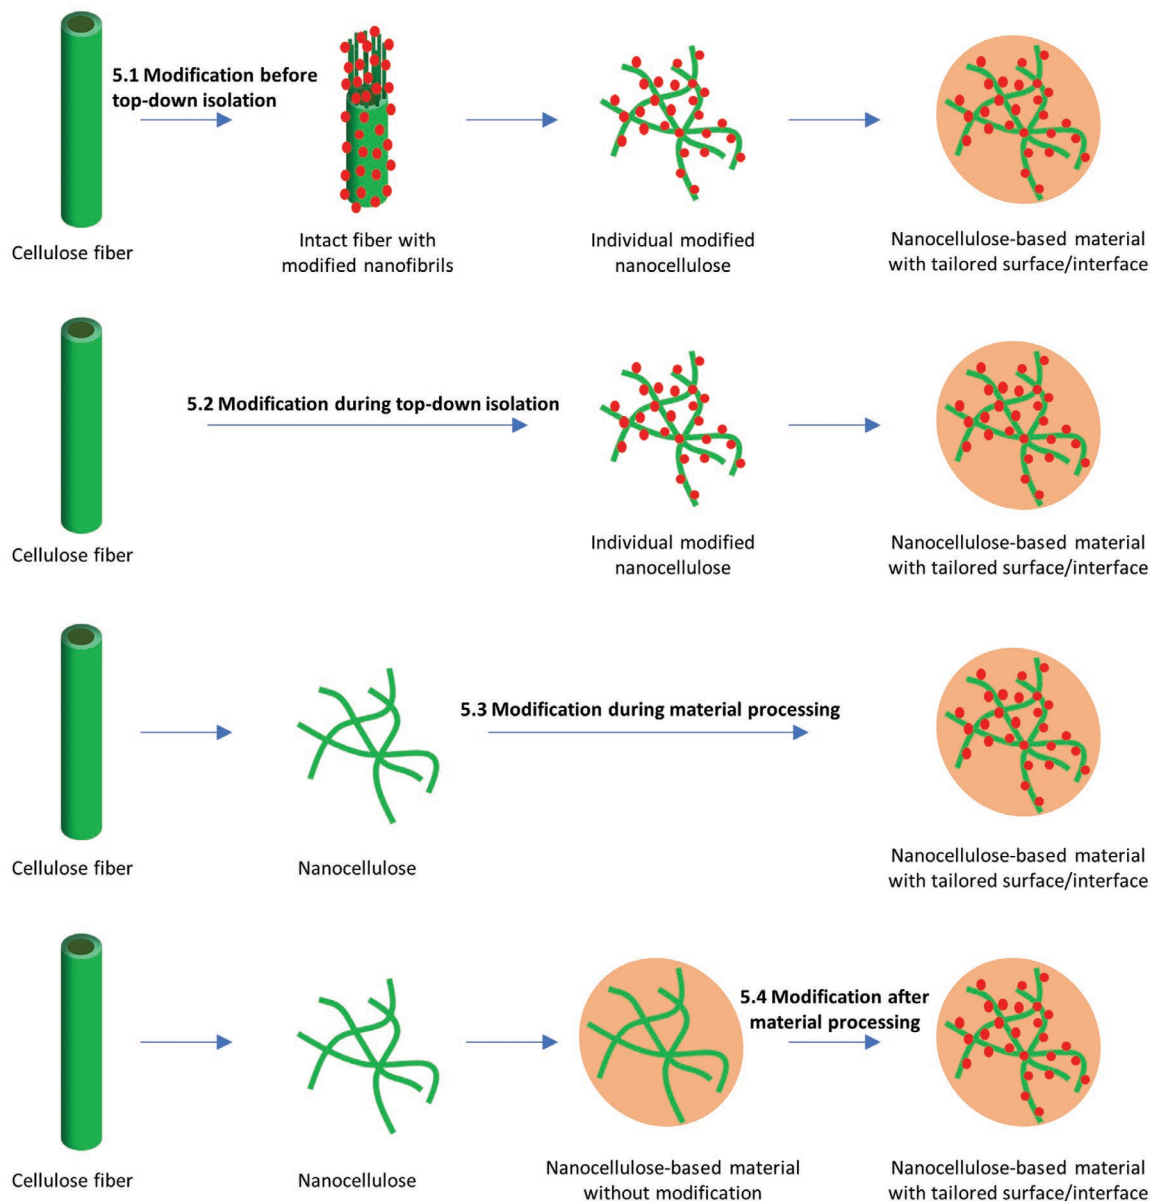 5.1 Modification before
top-down isolation
Cellulose fiber
Intact fiber with
modified nanofibrils
Individual modified
nanocellulose
Nanocellulose-based material
with tailored surface/interface
5.2 Modification during top-down isolation
Cellulose fiber
Individual modified
nanocellulose
Nanocellulose-based material
with tailored surface/interface
5.3 Modification during material processing
Cellulose fiber
Nanocellulose
Nanocellulose-based material
with tailored surface/interface
5.4 Modification after
material processing
Cellulose fiber
Nanocellulose
Nanocellulose-based material
without modification
Nanocellulose-based material
with tailored surface/interface